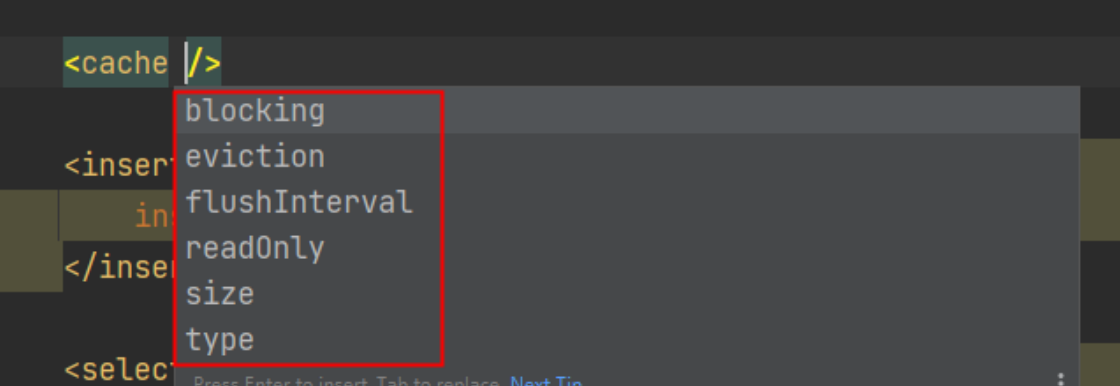 <cache />
blocking
<inser
eviction
flushInterval
ins
readOnly
</inser
size
type
<selec
Press Enter to insert, Tab to replace Next Tip